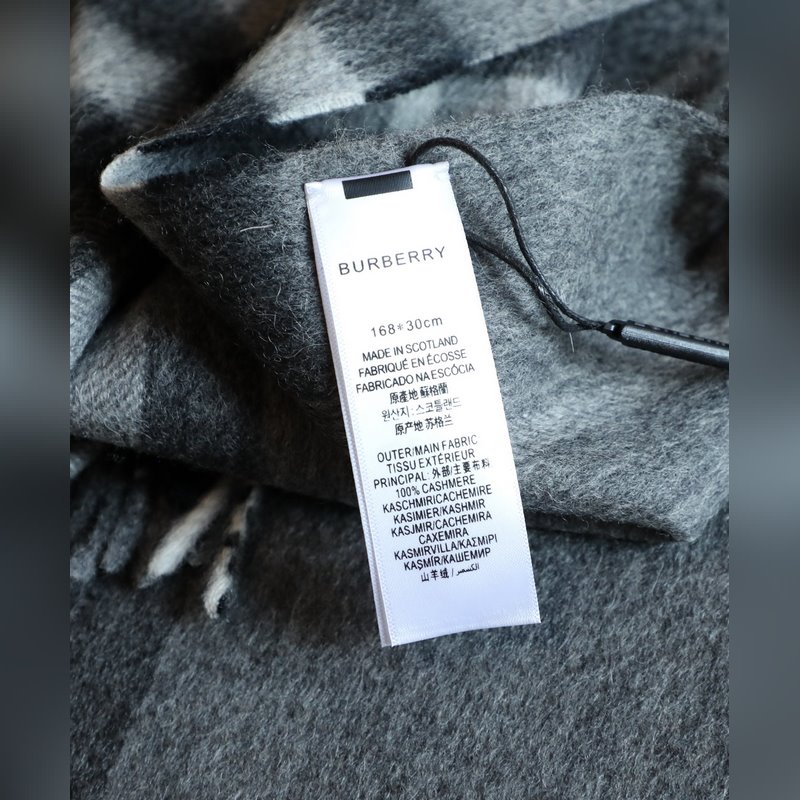 BURBERRY
168*30cm
MADE IN SCOTLAND
FABRIQUÉ EN ÉCOSSE
FABRICADO NA ESCÓCIA
原產地 蘇格蘭
원산지 : 스코틀랜드
原产地 苏格兰
OUTER/MAIN FABRIC
TISSU EXTÉRIEUR
PRINCIPAL: 外部/主要布料
100% CASHMERE
KASCHMIR/CACHEMIRE
KASIMIER/KASHMIR
KASJMIR/CACHEMIRA
CAXEMIRA
KASMIRVILLA/ΚΑΣΜΙΡΙ
KAŞMİR/КАШЕМИР
山羊绒 / الكشمير